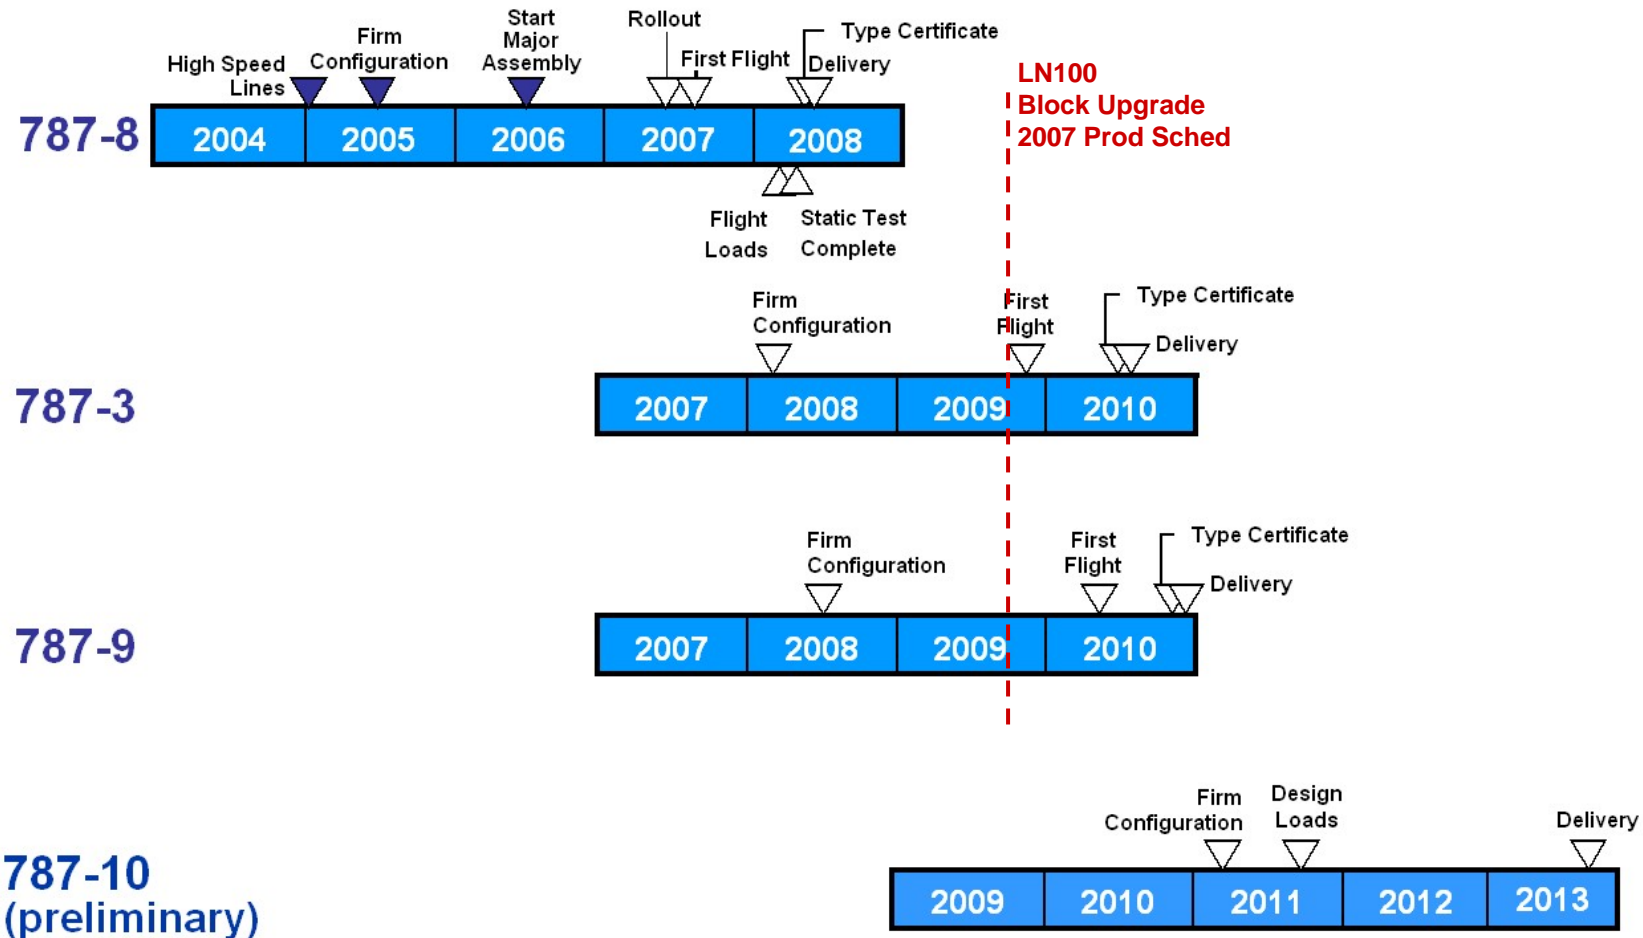 Start
Major
Assembly
Rollout
Firm
Configuration
Type Certificate
High Speed
Lines
First Flight
Delivery
LN100
Block Upgrade
2007 Prod Sched
787-8
2004
2005
2006
2007
2008
Flight
Loads
Static Test
Complete
Firm
Configuration
First
Flight
Type Certificate
Delivery
787-3
2007
2008
2009
2010
Firm
Configuration
First
Flight
Type Certificate
Delivery
787-9
2007
2008
2009
2010
Firm
Configuration
Design
Loads
Delivery
787-10
(preliminary)
2009
2010
2011
2012
2013